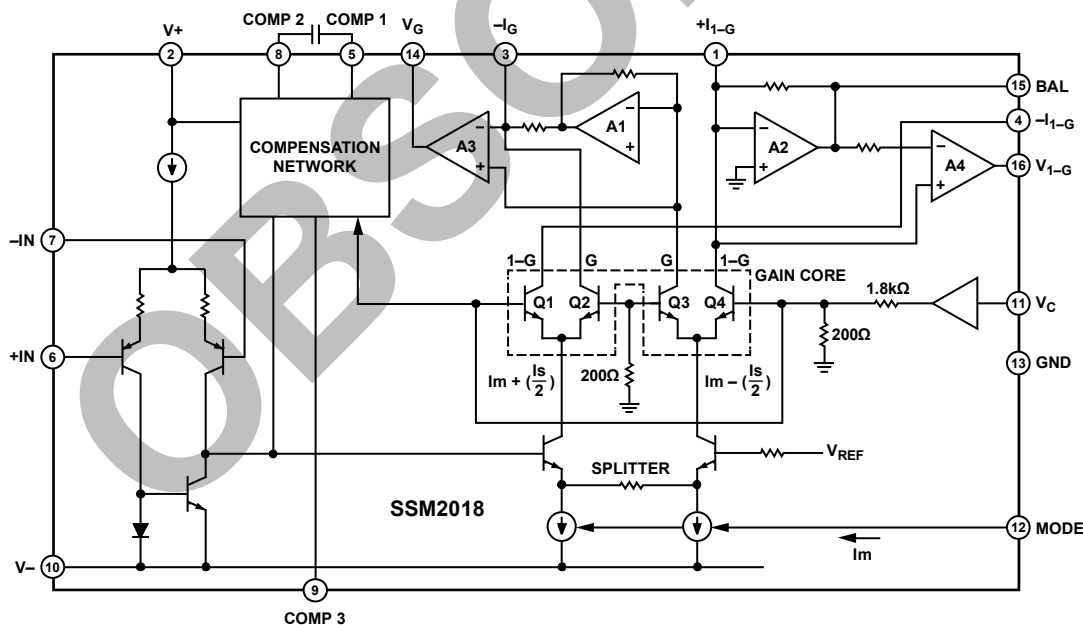 COMP 2
COMP 1
V+
VG
–IG
+I1–G
2
8
5
14
3
1
15
BAL
4
–I1–G
COMPENSATION
NETWORK
A3
–
+
A1
–
+
A2
–
+
A4
–
+
16
V1–G
–IN
7
1–G
G
G
1–G
GAIN CORE
Q1
Q2
Q3
Q4
1.8kΩ
11
VC
+IN
6
200Ω
13
GND
Im + (Is/2)
200Ω
Im – (Is/2)
VREF
SPLITTER
SSM2018
12
MODE
Im
V–
10
9
COMP 3
OBSO